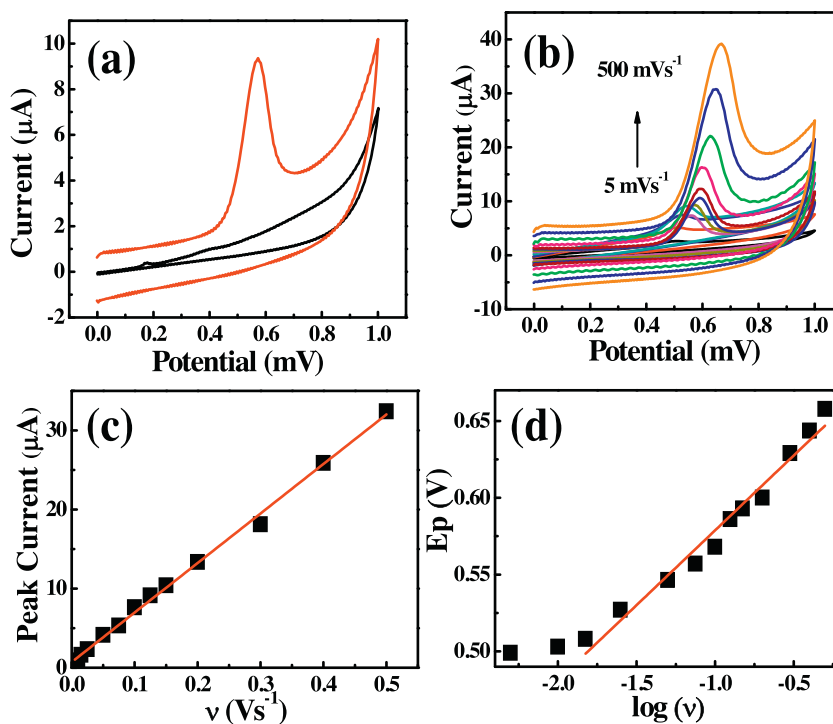 (a)
Current (μA)
10
8
6
4
2
0
-2
0.0 0.2 0.4 0.6 0.8 1.0
Potential (mV)
(b)
500 mVs⁻¹
5 mVs⁻¹
Current (μA)
40
30
20
10
0
-10
0.0 0.2 0.4 0.6 0.8 1.0
Potential (mV)
(c)
Peak Current (μA)
30
20
10
0
0.0 0.1 0.2 0.3 0.4 0.5
ν (Vs⁻¹)
(d)
Ep (V)
0.65
0.60
0.55
0.50
-2.0 -1.5 -1.0 -0.5
log (ν)